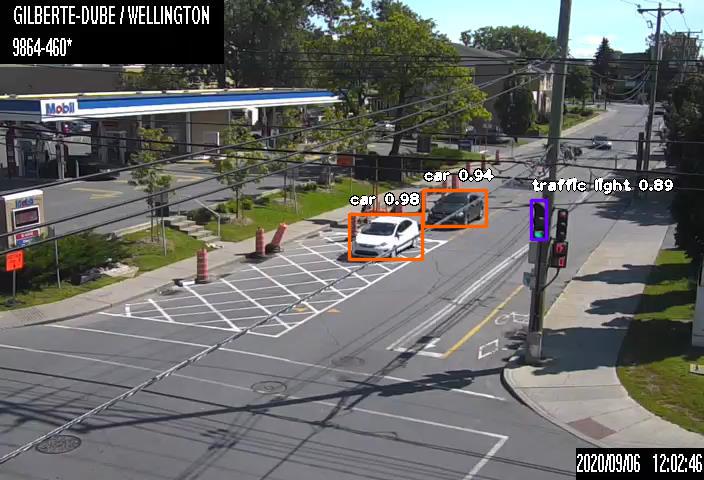 GILBERTE-DUBE / WELLINGTON
9864-460*
Mobil
car 0.94
traffic light 0.89
car 0.98
Mobil
2020/09/06 12:02:46